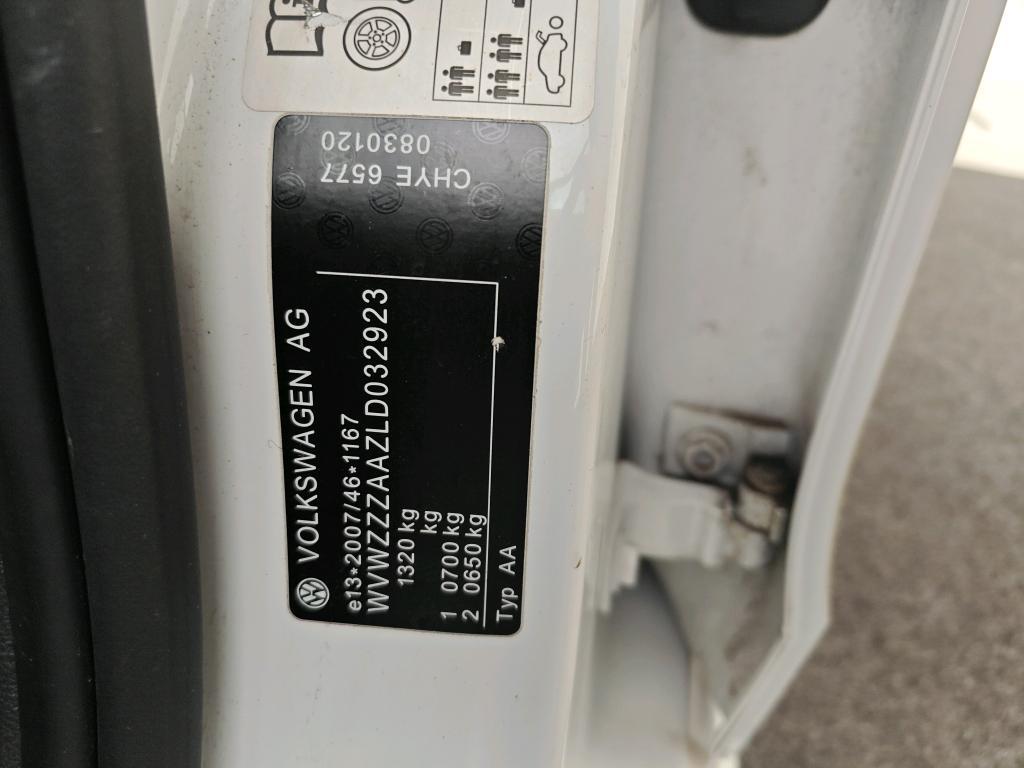 VOLKSWAGEN AG
e13*2007/46*1167
WVWZZZAAZLD032923
1320 kg
kg
1 0700 kg
2 0650 kg
Typ AA
CHYE 6577
0830120